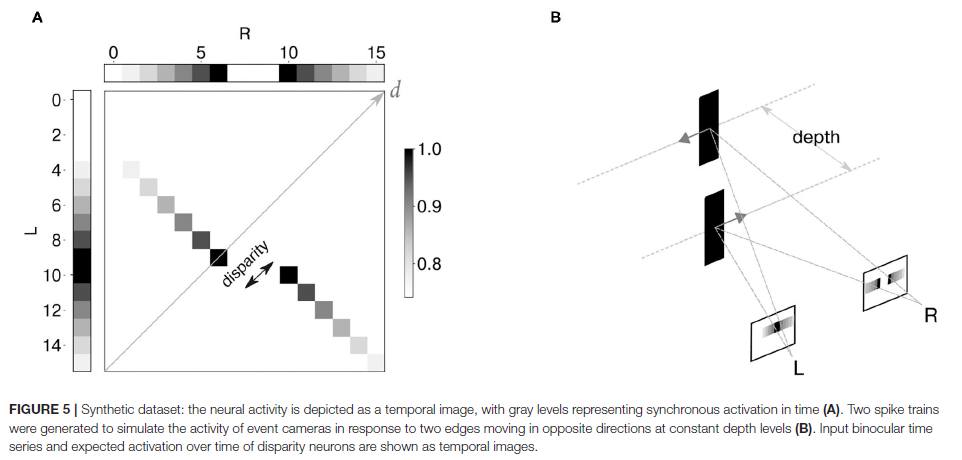 A
B
R
0 5 10 15
d
0
2
4
6
8
10
12
14
L
disparity
1.0
0.9
0.8
depth
R
L
FIGURE 5 | Synthetic dataset: the neural activity is depicted as a temporal image, with gray levels representing synchronous activation in time (A). Two spike trains
were generated to simulate the activity of event cameras in response to two edges moving in opposite directions at constant depth levels (B). Input binocular time
series and expected activation over time of disparity neurons are shown as temporal images.